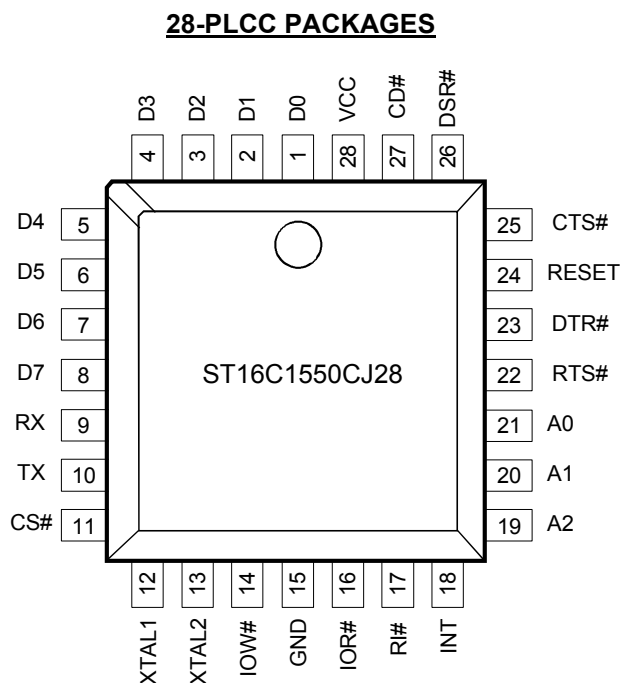 28-PLCC PACKAGES
D3 D2 D1 D0 VCC CD# DSR#
4 3 2 1 28 27 26
D4 5 25 CTS#
D5 6 24 RESET
D6 7 23 DTR#
D7 8 ST16C1550CJ28 22 RTS#
RX 9 21 A0
TX 10 20 A1
CS# 11 19 A2
12 13 14 15 16 17 18
XTAL1 XTAL2 IOW# GND IOR# RI# INT